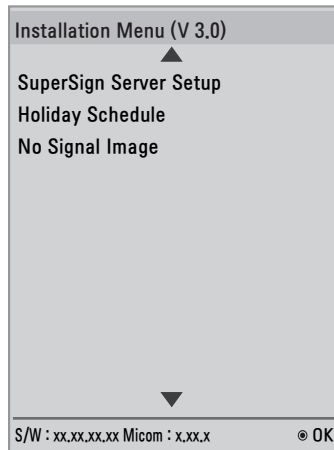 Installation Menu (V 3.0)
SuperSign Server Setup
Holiday Schedule
No Signal Image
S/W : xx.xx.xx.xx Micom : x.xx.x ◉ OK